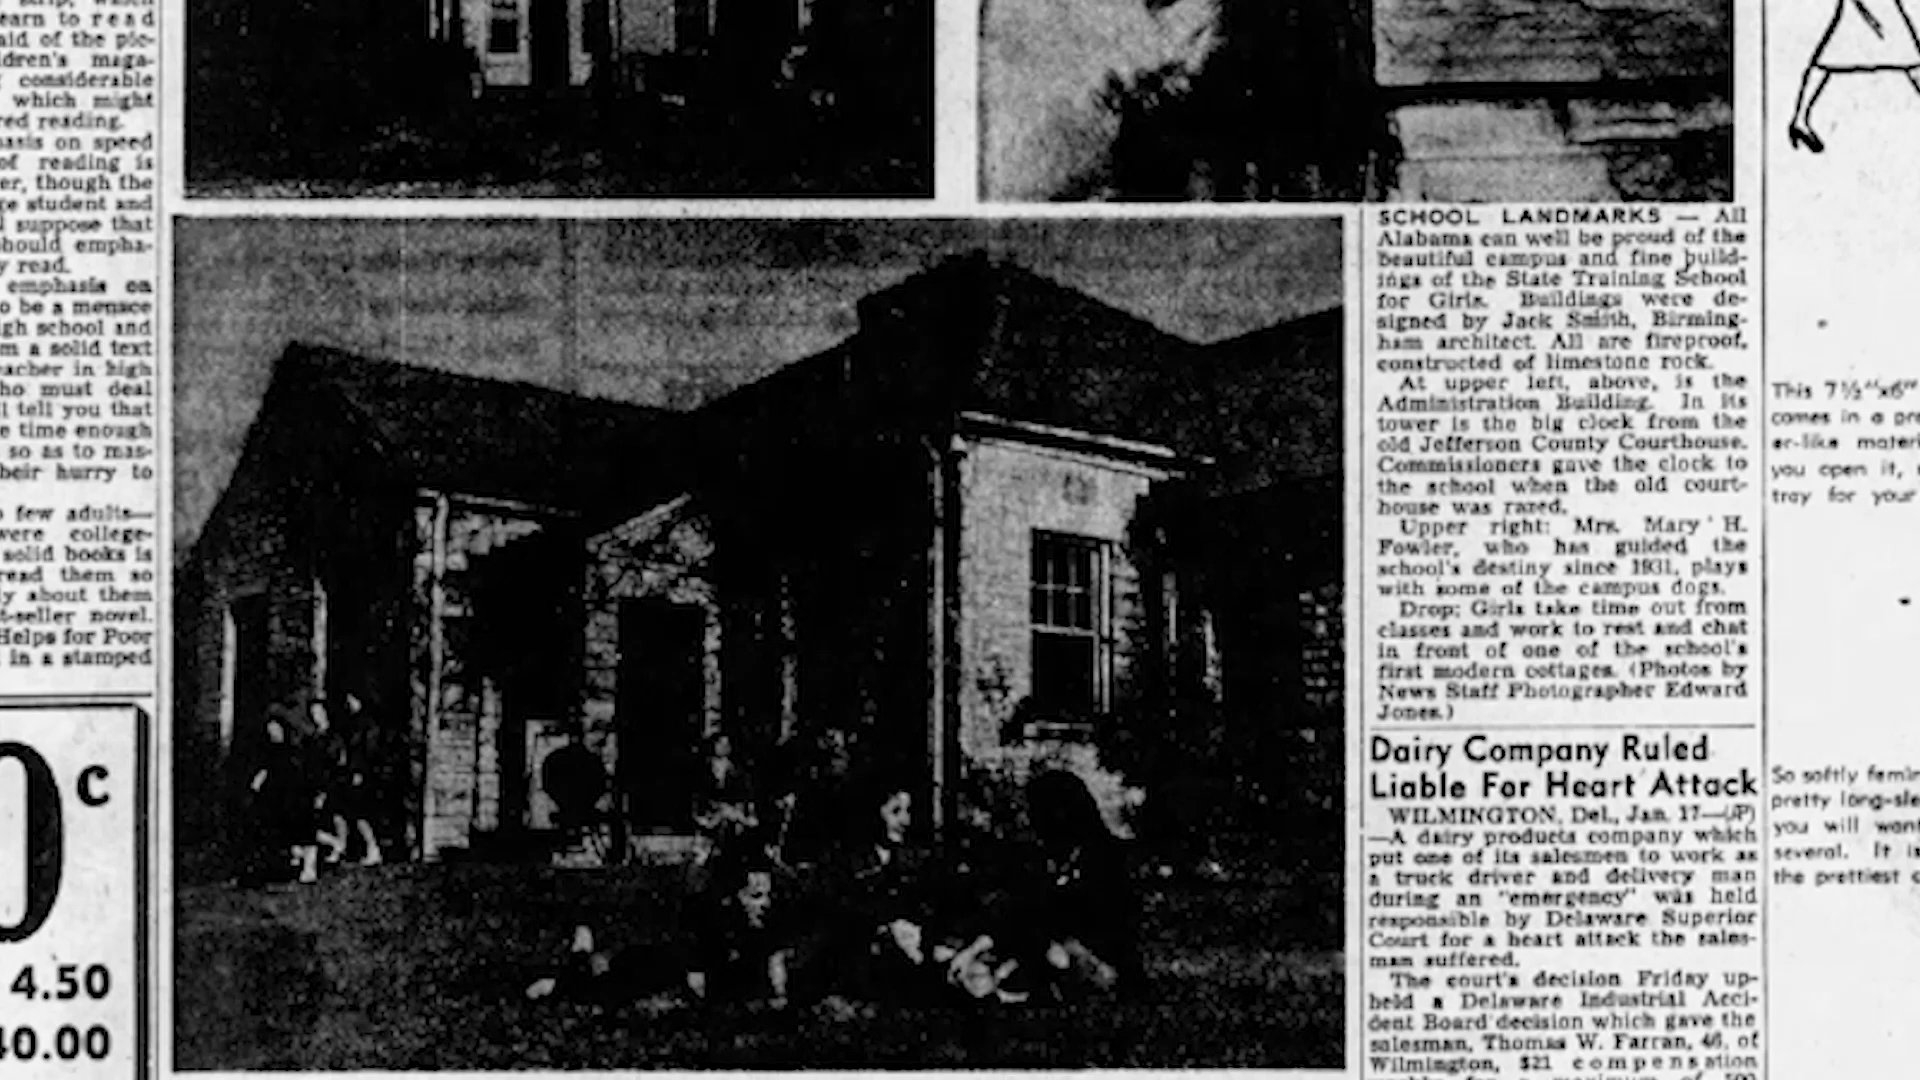 earn to read
aid of the pic-
ldren's maga-
considerable
which might
red reading.
asis on speed
of reading is
er, though the
re student and
l suppose that
should empha-
y read.
emphasis on
o be a menace
igh school and
m a solid text
eacher in high
ho must deal
l tell you that
e time enough
so as to mas-
heir hurry to
o few adults—
were college-
solid books is
read them so
ly about them
t-seller novel.
Helps for Poor
in a stamped
0c
4.50
40.00
SCHOOL LANDMARKS — All
Alabama can well be proud of the
beautiful campus and fine build-
ings of the State Training School
for Girls. Buildings were de-
signed by Jack Smith, Birming-
ham architect. All are fireproof,
constructed of limestone rock.
At upper left, above, is the
Administration Building. In its
tower is the big clock from the
old Jefferson County Courthouse.
Commissioners gave the clock to
the school when the old court-
house was razed.
Upper right: Mrs. Mary H.
Fowler, who has guided the
school's destiny since 1931, plays
with some of the campus dogs.
Drop: Girls take time out from
classes and work to rest and chat
in front of one of the school's
first modern cottages. (Photos by
News Staff Photographer Edward
Jones.)
Dairy Company Ruled
Liable For Heart Attack
WILMINGTON, Del., Jan. 17—(AP)
—A dairy products company which
put one of its salesmen to work as
a truck driver and delivery man
during an "emergency" was held
responsible by Delaware Superior
Court for a heart attack the sales-
man suffered.
The court's decision Friday up-
held a Delaware Industrial Acci-
dent Board decision which gave the
salesman, Thomas W. Farran, 46, of
Wilmington, $21 compensation
This 7½"x6"
comes in a pre
er-like materi
you open it,
tray for your
So softly femin
pretty long-sle
you will want
several. It is
the prettiest c